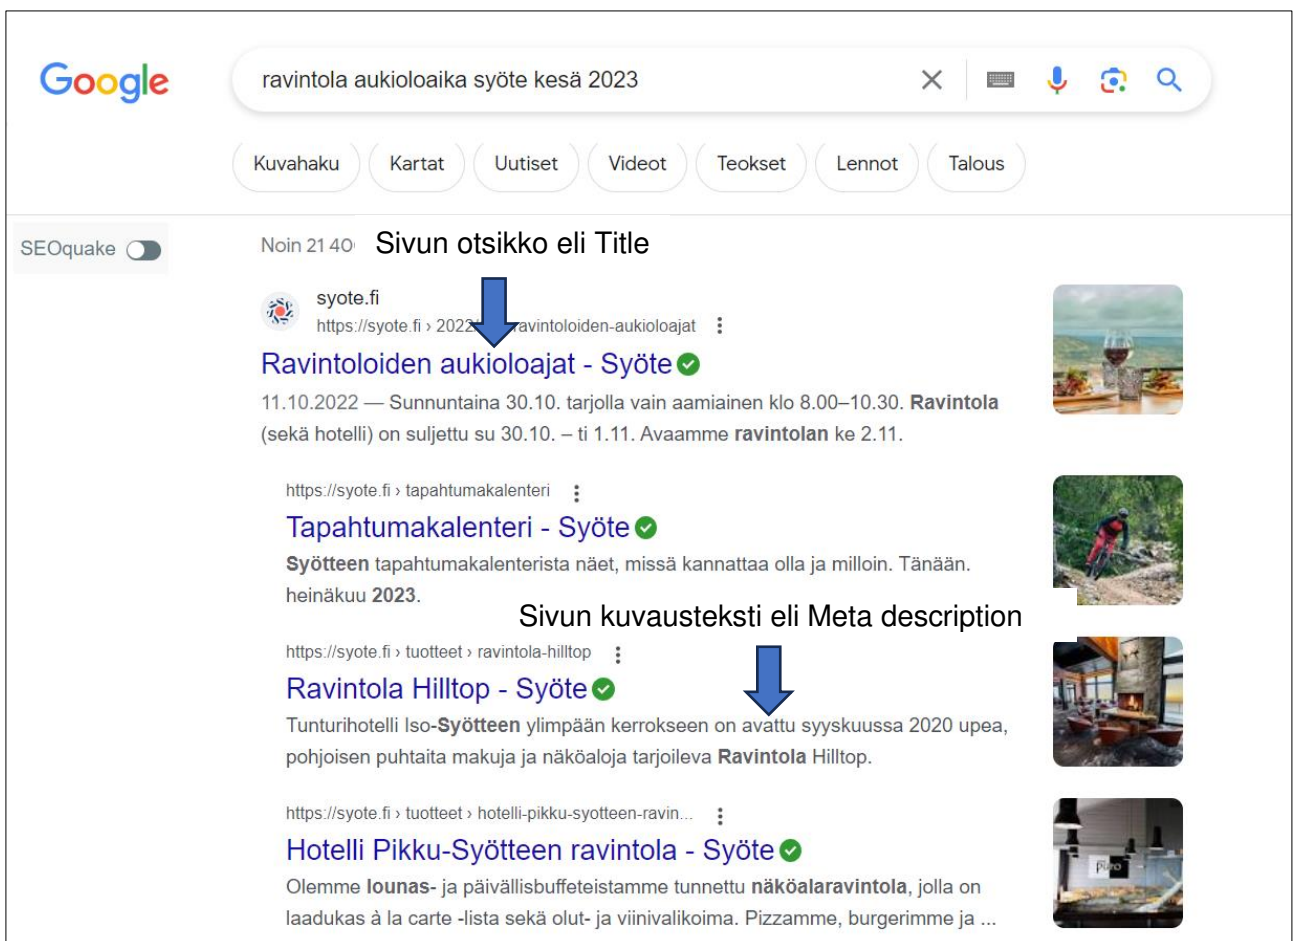 Google
ravintola aukioloaika syöte kesä 2023
Kuvahaku Kartat Uutiset Videot Teokset Lennot Talous
SEOquake
Noin 21 40
Sivun otsikko eli Title
syote.fi
https://syote.fi › 2022/ ravintoloiden-aukioloajat
Ravintoloiden aukioloajat - Syöte
11.10.2022 — Sunnuntaina 30.10. tarjolla vain aamiainen klo 8.00–10.30. Ravintola
(sekä hotelli) on suljettu su 30.10. – ti 1.11. Avaamme ravintolan ke 2.11.
https://syote.fi › tapahtumakalenteri
Tapahtumakalenteri - Syöte
Syötteen tapahtumakalenterista näet, missä kannattaa olla ja milloin. Tänään.
heinäkuu 2023.
Sivun kuvausteksti eli Meta description
https://syote.fi › tuotteet › ravintola-hilltop
Ravintola Hilltop - Syöte
Tunturihotelli Iso-Syötteen ylimpään kerrokseen on avattu syyskuussa 2020 upea,
pohjoisen puhtaita makuja ja näköaloja tarjoileva Ravintola Hilltop.
https://syote.fi › tuotteet › hotelli-pikku-syotteen-ravin...
Hotelli Pikku-Syötteen ravintola - Syöte
Olemme lounas- ja päivällisbuffeteistamme tunnettu näköalaravintola, jolla on
laadukas à la carte -lista sekä olut- ja viinivalikoima. Pizzamme, burgerimme ja ...